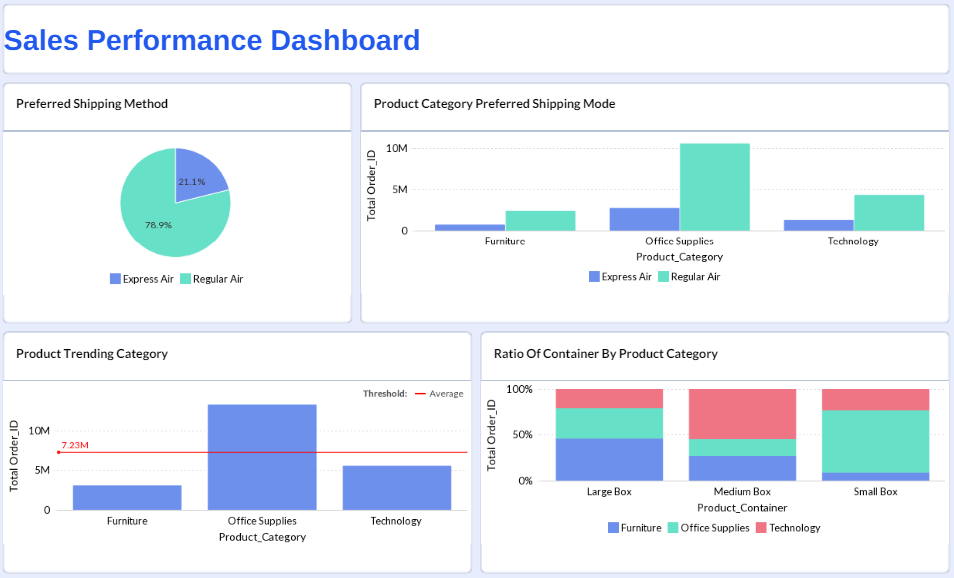 Sales Performance Dashboard
Preferred Shipping Method
21.1%
78.9%
Express Air Regular Air
Product Category Preferred Shipping Mode
Total Order_ID
10M
5M
0
Furniture Office Supplies Technology
Product_Category
Express Air Regular Air
Product Trending Category
Threshold: Average
Total Order_ID
10M
7.23M
5M
0
Furniture Office Supplies Technology
Product_Category
Ratio Of Container By Product Category
Total Order_ID
100%
50%
0%
Large Box Medium Box Small Box
Product_Container
Furniture Office Supplies Technology